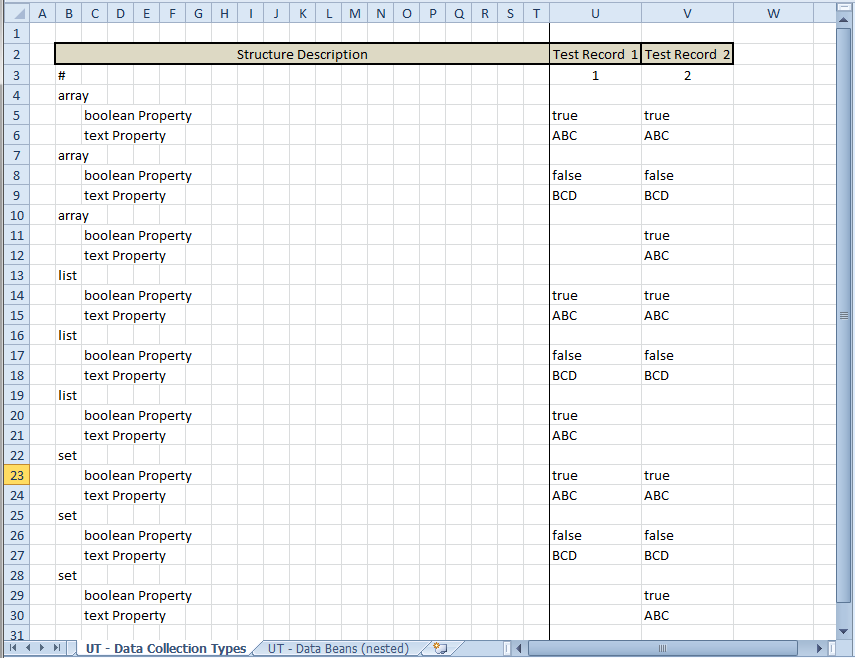 A B C D E F G H I J K L M N O P Q R S T U V W
1
2 Structure Description Test Record 1 Test Record 2
3 # 1 2
4 array
5 boolean Property true true
6 text Property ABC ABC
7 array
8 boolean Property false false
9 text Property BCD BCD
10 array
11 boolean Property true
12 text Property ABC
13 list
14 boolean Property true true
15 text Property ABC ABC
16 list
17 boolean Property false false
18 text Property BCD BCD
19 list
20 boolean Property true
21 text Property ABC
22 set
23 boolean Property true true
24 text Property ABC ABC
25 set
26 boolean Property false false
27 text Property BCD BCD
28 set
29 boolean Property true
30 text Property ABC
31
UT - Data Collection Types UT - Data Beans (nested)